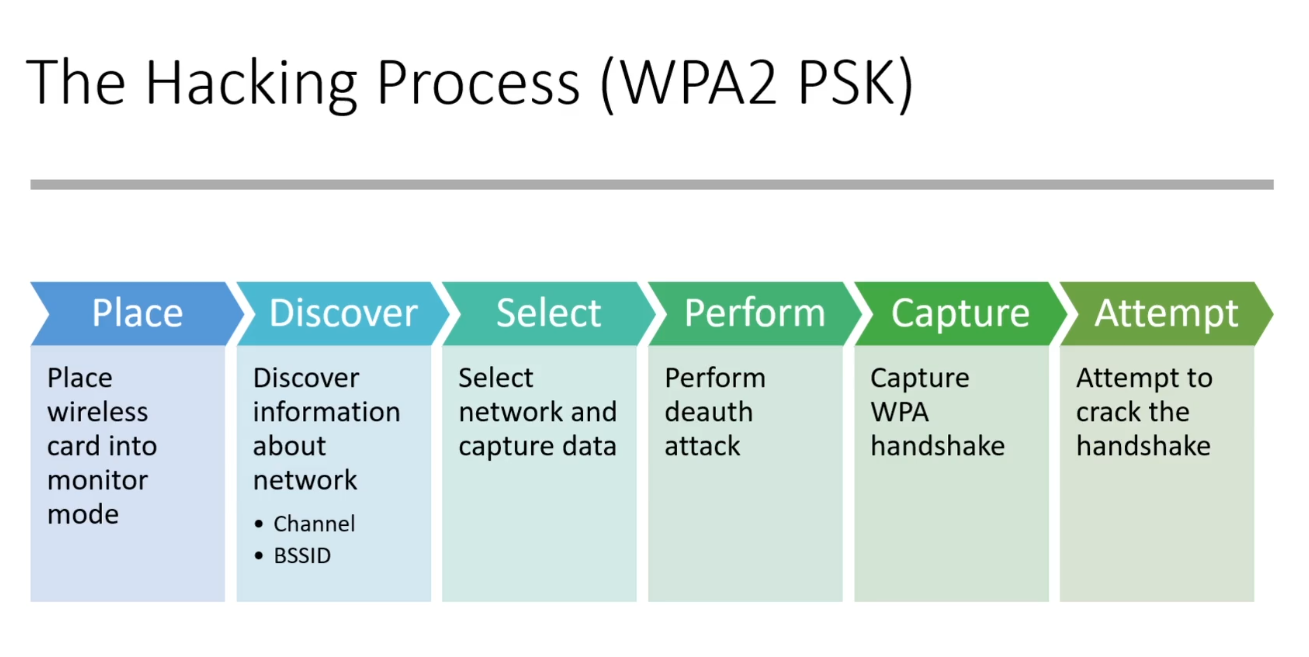 The Hacking Process (WPA2 PSK)
Place
Place
wireless
card into
monitor
mode
Discover
Discover
information
about
network
• Channel
• BSSID
Select
Select
network and
capture data
Perform
Perform
deauth
attack
Capture
Capture
WPA
handshake
Attempt
Attempt to
crack the
handshake